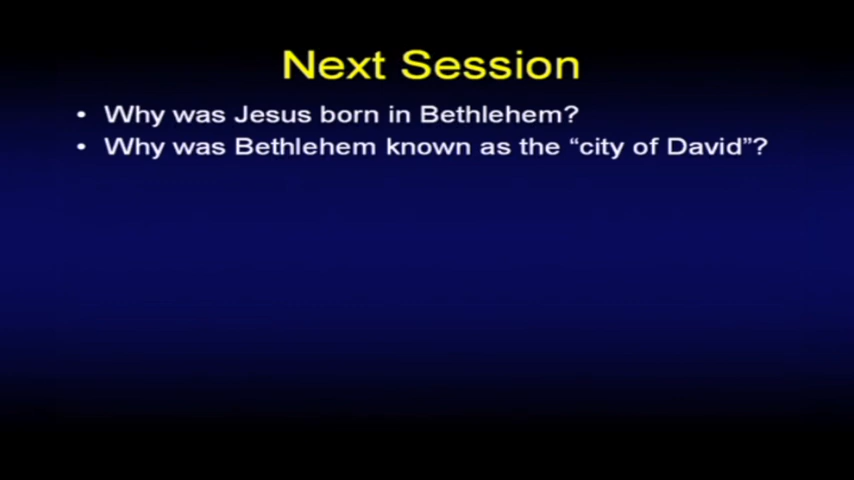 Next Session
• Why was Jesus born in Bethlehem?
• Why was Bethlehem known as the “city of David”?